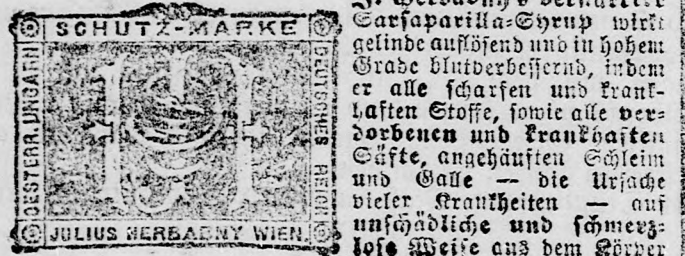 SCHUTZ-MARKE
OESTERR. UNGARN
DEUTSCHES REICH
JULIUS HERBABNY WIEN.
J. Herbabny's verstärkter
Sarsaparilla-Syrup wirkt
gelinde auflösend und in hohem
Grade blutverbessernd, indem
er alle scharfen und krank-
haften Stoffe, sowie alle ver-
dorbenen und krankhaften
Säfte, angehäuften Schleim
und Galle — die Ursache
vieler Krankheiten — auf
unschädliche und schmerz-
lose Weise aus dem Körper